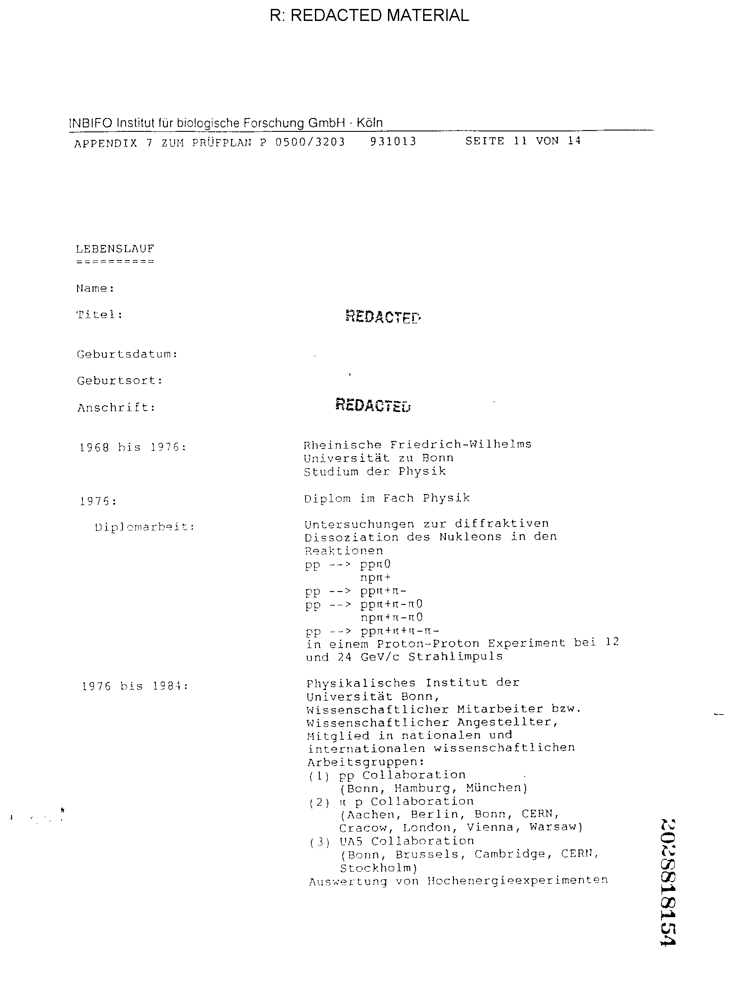 R: REDACTED MATERIAL
INBIFO Institut für biologische Forschung GmbH · Köln
APPENDIX 7 ZUM PRÜFPLAN P 0500/3203 931013 SEITE 11 VON 14
LEBENSLAUF
==========
Name:
Titel: REDACTED
Geburtsdatum:
Geburtsort:
Anschrift: REDACTED
1968 bis 1976: Rheinische Friedrich-Wilhelms
Universität zu Bonn
Studium der Physik
1976: Diplom im Fach Physik
Diplomarbeit: Untersuchungen zur diffraktiven
Dissoziation des Nukleons in den
Reaktionen
pp --> ppπ0
npπ+
pp --> ppπ+π-
pp --> ppπ+π-π0
npπ+π-π0
pp --> ppπ+π+π-π-
in einem Proton-Proton Experiment bei 12
und 24 GeV/c Strahlimpuls
1976 bis 1984: Physikalisches Institut der
Universität Bonn,
Wissenschaftlicher Mitarbeiter bzw.
Wissenschaftlicher Angestellter,
Mitglied in nationalen und
internationalen wissenschaftlichen
Arbeitsgruppen:
(1) pp Collaboration
(Bonn, Hamburg, München)
(2) π p Collaboration
(Aachen, Berlin, Bonn, CERN,
Cracow, London, Vienna, Warsaw)
(3) UA5 Collaboration
(Bonn, Brussels, Cambridge, CERN,
Stockholm)
Auswertung von Hochenergieexperimenten
2028818154